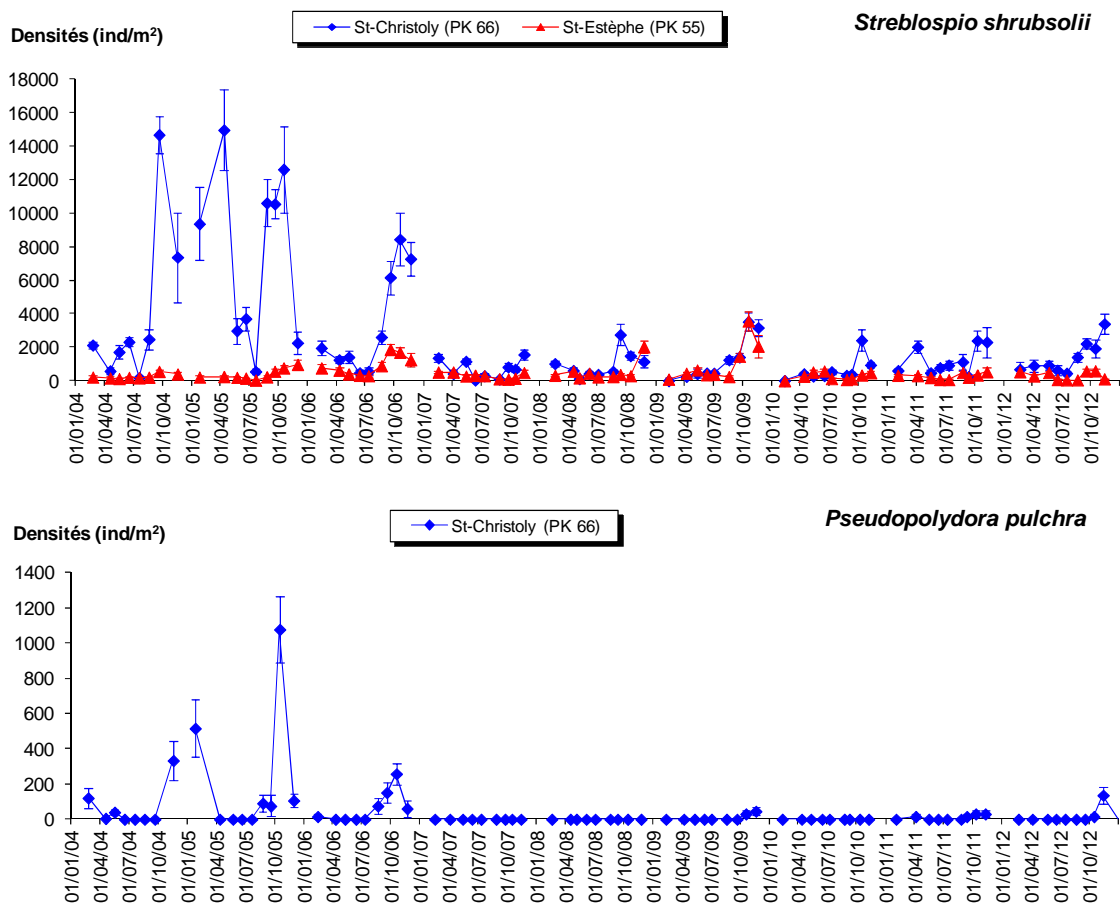 Densités (ind/m²)
St-Christoly (PK 66) St-Estèphe (PK 55)
Streblospio shrubsolii
18000
16000
14000
12000
10000
8000
6000
4000
2000
0
01/01/04 01/04/04 01/07/04 01/10/04 01/01/05 01/04/05 01/07/05 01/10/05 01/01/06 01/04/06 01/07/06 01/10/06 01/01/07 01/04/07 01/07/07 01/10/07 01/01/08 01/04/08 01/07/08 01/10/08 01/01/09 01/04/09 01/07/09 01/10/09 01/01/10 01/04/10 01/07/10 01/10/10 01/01/11 01/04/11 01/07/11 01/10/11 01/01/12 01/04/12 01/07/12 01/10/12
Densités (ind/m²)
St-Christoly (PK 66)
Pseudopolydora pulchra
1400
1200
1000
800
600
400
200
0
01/01/04 01/04/04 01/07/04 01/10/04 01/01/05 01/04/05 01/07/05 01/10/05 01/01/06 01/04/06 01/07/06 01/10/06 01/01/07 01/04/07 01/07/07 01/10/07 01/01/08 01/04/08 01/07/08 01/10/08 01/01/09 01/04/09 01/07/09 01/10/09 01/01/10 01/04/10 01/07/10 01/10/10 01/01/11 01/04/11 01/07/11 01/10/11 01/01/12 01/04/12 01/07/12 01/10/12